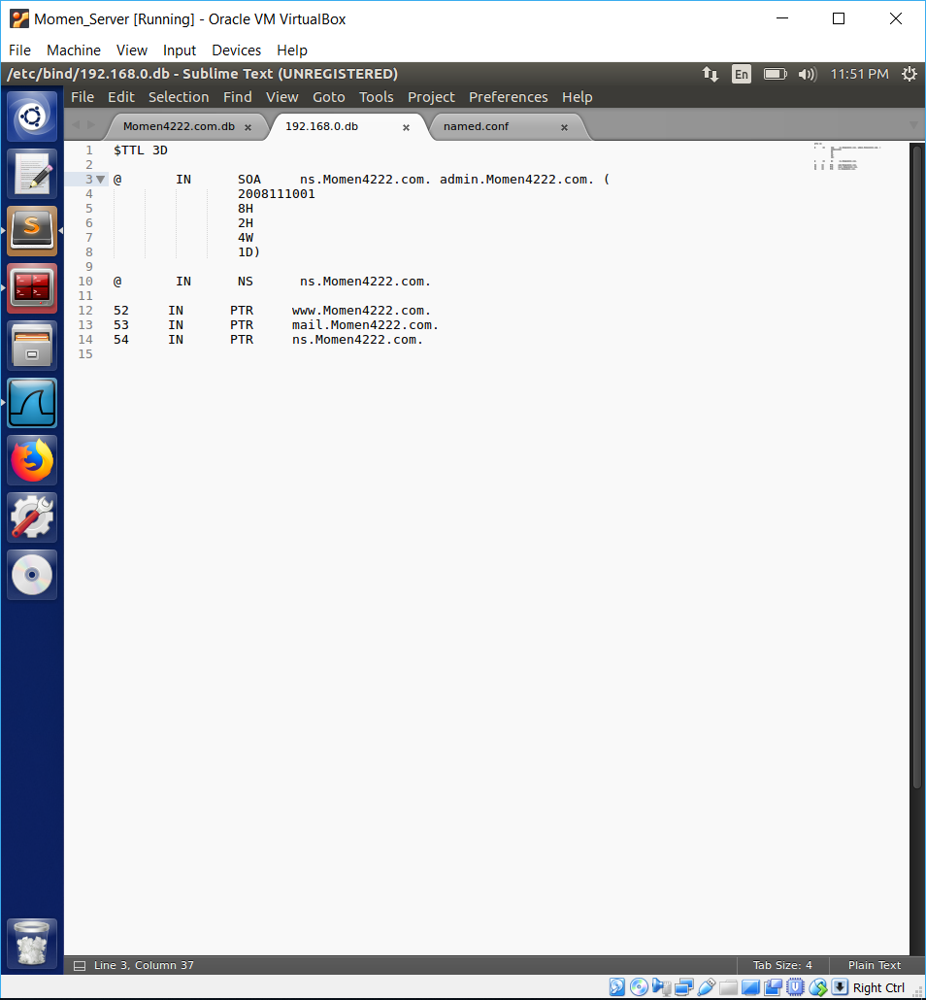 Momen_Server [Running] - Oracle VM VirtualBox
File Machine View Input Devices Help
/etc/bind/192.168.0.db - Sublime Text (UNREGISTERED) En 11:51 PM
File Edit Selection Find View Goto Tools Project Preferences Help
Momen4222.com.db × 192.168.0.db × named.conf ×
1 $TTL 3D
2
3 @ IN SOA ns.Momen4222.com. admin.Momen4222.com. (
4 2008111001
5 8H
6 2H
7 4W
8 1D)
9
10 @ IN NS ns.Momen4222.com.
11
12 52 IN PTR www.Momen4222.com.
13 53 IN PTR mail.Momen4222.com.
14 54 IN PTR ns.Momen4222.com.
15
Line 3, Column 37 Tab Size: 4 Plain Text
Right Ctrl